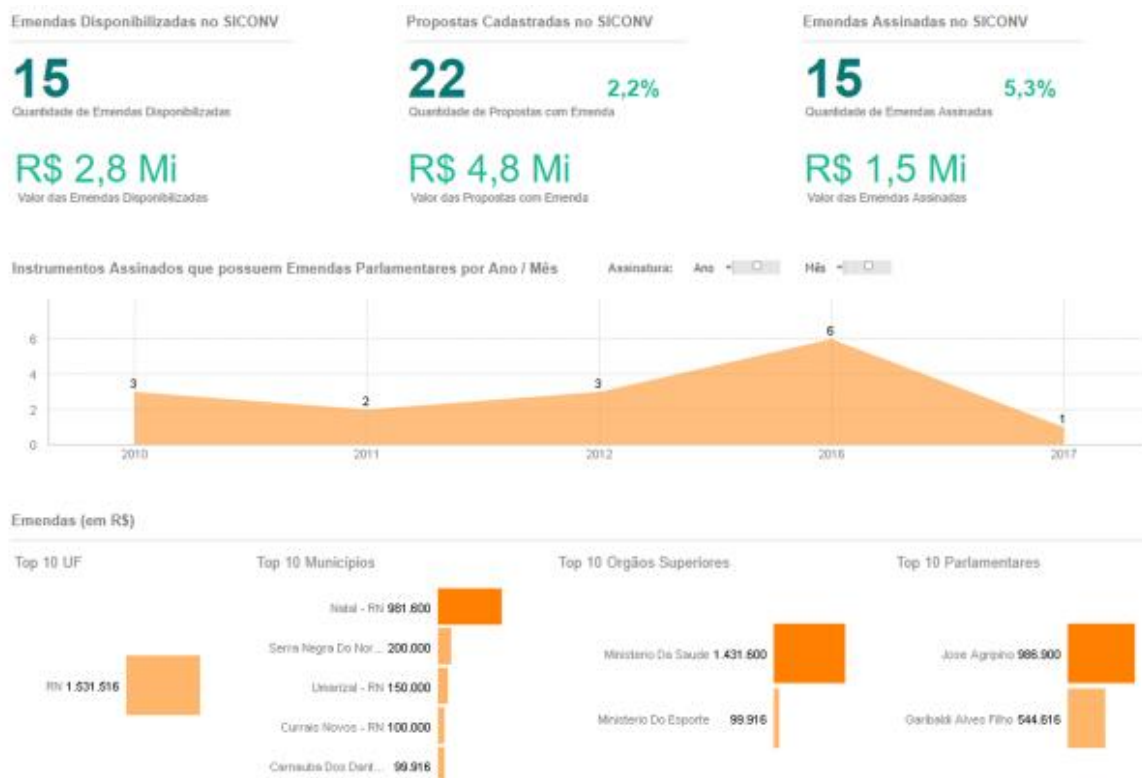 Emendas Disponibilizadas no SICONV
Propostas Cadastradas no SICONV
Emendas Assinadas no SICONV
15
22 2,2%
15 5,3%
Quantidade de Emendas Disponibilizadas
Quantidade de Propostas com Emenda
Quantidade de Emendas Assinadas
R$ 2,8 Mi
R$ 4,8 Mi
R$ 1,5 Mi
Valor das Emendas Disponibilizadas
Valor das Propostas com Emenda
Valor das Emendas Assinadas
Instrumentos Assinados que possuem Emendas Parlamentares por Ano / Mês
Assinatura: Ano Mês
6
4
2
0
3
2
3
6
1
2010
2011
2012
2016
2017
Emendas (em R$)
Top 10 UF
RN 1.531.516
Top 10 Municípios
Natal - RN 981.600
Serra Negra Do Nor... 200.000
Umarizal - RN 150.000
Currais Novos - RN 100.000
Carnauba Dos Dant... 99.916
Top 10 Orgãos Superiores
Ministerio Da Saude 1.431.600
Ministerio Do Esporte 99.916
Top 10 Parlamentares
Jose Agripino 986.900
Garibaldi Alves Filho 544.616